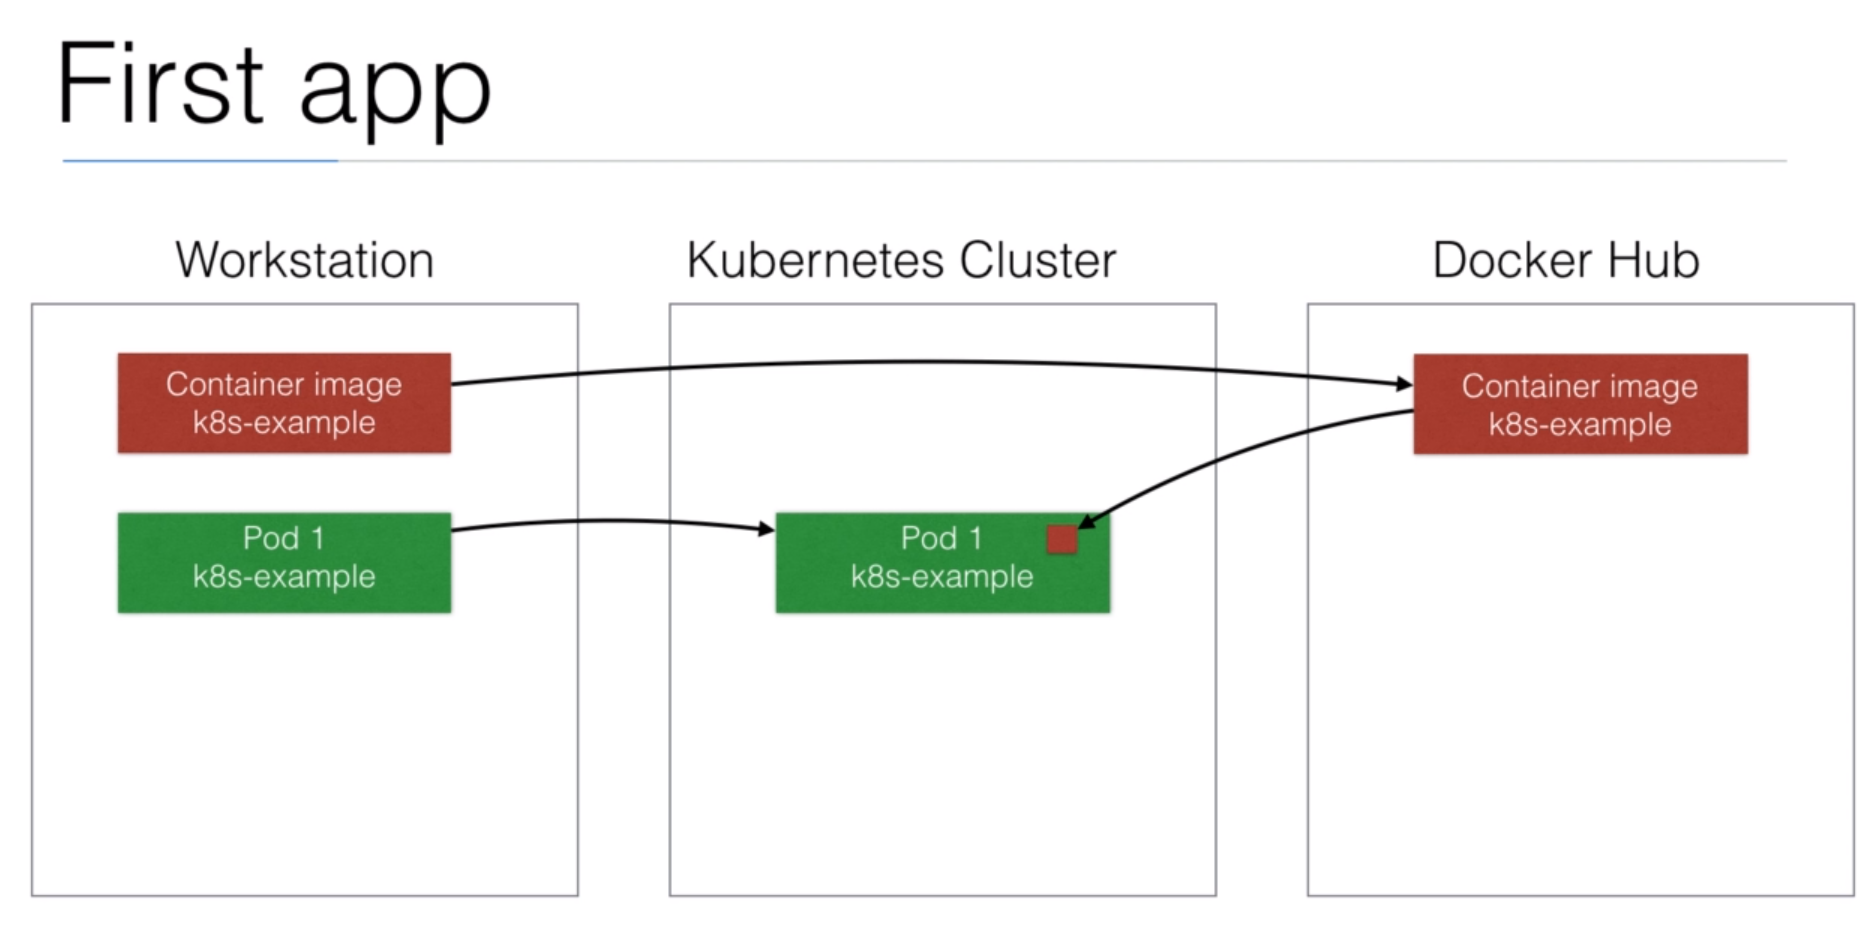 First app
Workstation
Kubernetes Cluster
Docker Hub
Container image
k8s-example
Container image
k8s-example
Pod 1
k8s-example
Pod 1
k8s-example